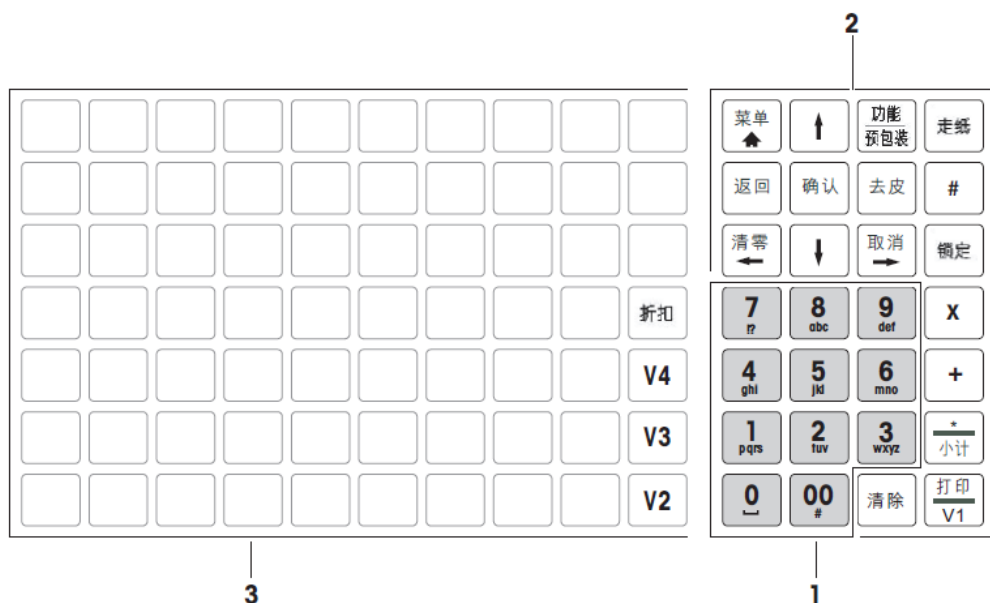 2
菜单
功能
预包装
走纸
返回
确认
去皮
#
清零
取消
锁定
折扣
7
!?
8
abc
9
def
X
V4
4
ghi
5
jkl
6
mno
+
V3
1
pqrs
2
tuv
3
wxyz
*
小计
V2
0
00
#
清除
打印
V1
3
1